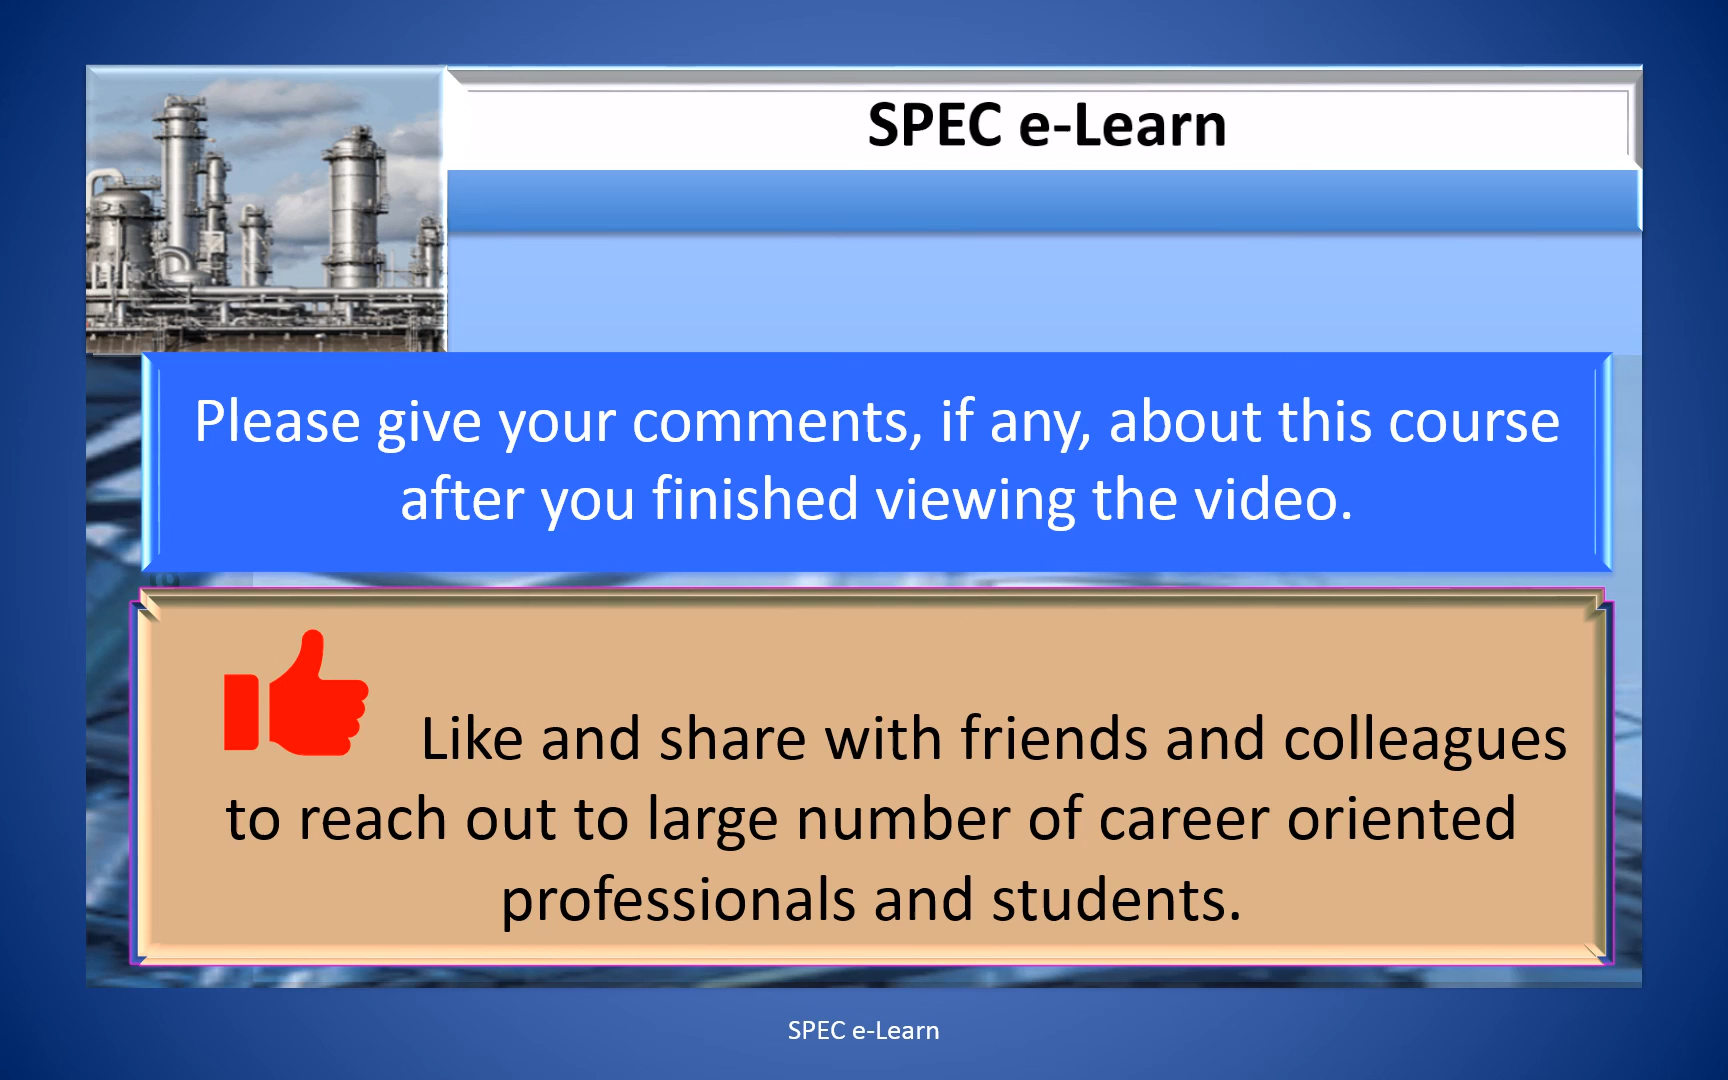 SPEC e-Learn
Please give your comments, if any, about this course
after you finished viewing the video.
Like and share with friends and colleagues
to reach out to large number of career oriented
professionals and students.
SPEC e-Learn